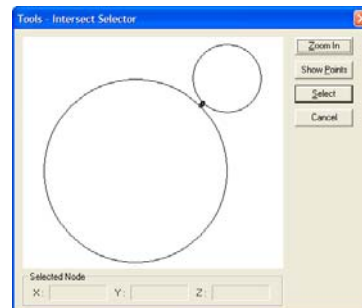 Tools - Intersect Selector
Zoom In
Show Points
Select
Cancel
Selected Node
X: Y: Z: